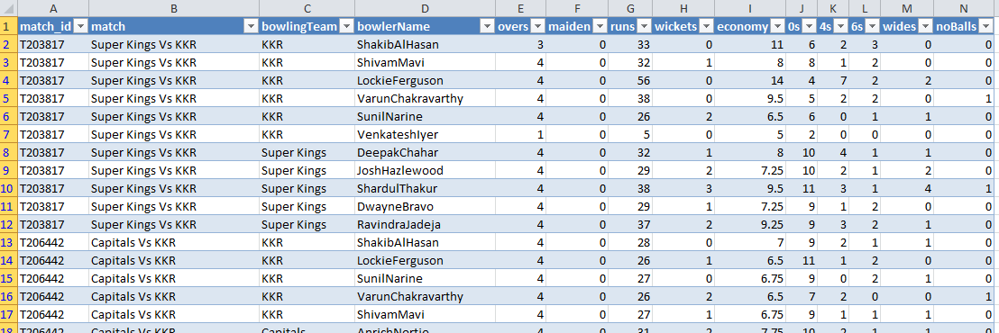 A B C D E F G H I J K L M N
1 match_id match bowlingTeam bowlerName overs maiden runs wickets economy 0s 4s 6s wides noBalls
2 T203817 Super Kings Vs KKR KKR ShakibAlHasan 3 0 33 0 11 6 2 3 0 0
3 T203817 Super Kings Vs KKR KKR ShivamMavi 4 0 32 1 8 8 1 2 0 0
4 T203817 Super Kings Vs KKR KKR LockieFerguson 4 0 56 0 14 4 7 2 2 0
5 T203817 Super Kings Vs KKR KKR VarunChakravarthy 4 0 38 0 9.5 5 2 2 0 1
6 T203817 Super Kings Vs KKR KKR SunilNarine 4 0 26 2 6.5 6 0 1 1 0
7 T203817 Super Kings Vs KKR KKR VenkateshIyer 1 0 5 0 5 2 0 0 0 0
8 T203817 Super Kings Vs KKR Super Kings DeepakChahar 4 0 32 1 8 10 4 1 1 0
9 T203817 Super Kings Vs KKR Super Kings JoshHazlewood 4 0 29 2 7.25 10 2 1 2 0
10 T203817 Super Kings Vs KKR Super Kings ShardulThakur 4 0 38 3 9.5 11 3 1 4 1
11 T203817 Super Kings Vs KKR Super Kings DwayneBravo 4 0 29 1 7.25 9 1 2 0 0
12 T203817 Super Kings Vs KKR Super Kings RavindraJadeja 4 0 37 2 9.25 9 3 2 1 0
13 T206442 Capitals Vs KKR KKR ShakibAlHasan 4 0 28 0 7 9 2 1 1 0
14 T206442 Capitals Vs KKR KKR LockieFerguson 4 0 26 1 6.5 11 1 2 0 0
15 T206442 Capitals Vs KKR KKR SunilNarine 4 0 27 0 6.75 9 0 2 1 0
16 T206442 Capitals Vs KKR KKR VarunChakravarthy 4 0 26 2 6.5 7 2 0 0 1
17 T206442 Capitals Vs KKR KKR ShivamMavi 4 0 27 1 6.75 9 1 1 1 0
18 T206442 Capitals Vs KKR Capitals AnrichNortje 4 0 31 2 7.75 10 2 1 1 0